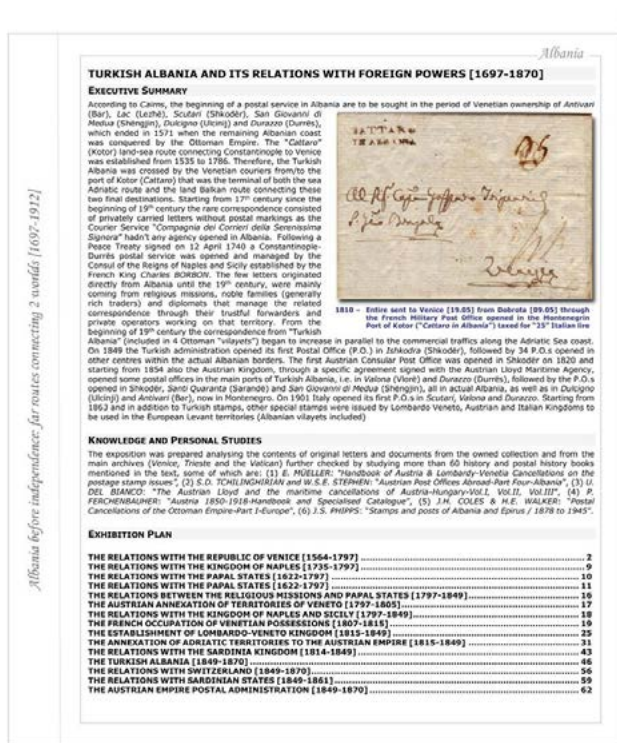 Albania
TURKISH ALBANIA AND ITS RELATIONS WITH FOREIGN POWERS [1697-1870]
EXECUTIVE SUMMARY
According to Cairns, the beginning of a postal service in Albania are to be sought in the period of Venetian ownership of Antivari
(Bar), Lac (Lezhë), Scutari (Shkodër), San Giovanni di
Medua (Shëngjin), Dulcigno (Ulcinj) and Durazzo (Durrës),
which ended in 1571 when the remaining Albanian coast
was conquered by the Ottoman Empire. The "Cattaro"
(Kotor) land-sea route connecting Constantinople to Venice
was established from 1535 to 1786. Therefore, the Turkish
Albania was crossed by the Venetian couriers from/to the
port of Kotor (Cattaro) that was the terminal of both the sea
Adriatic route and the land Balkan route connecting these
two final destinations. Starting from 17th century since the
beginning of 19th century the rare correspondence consisted
of privately carried letters without postal markings as the
Courier Service "Compagnia dei Corrieri della Serenissima
Signora" hadn't any agency opened in Albania. Following a
Peace Treaty signed on 12 April 1740 a Constantinople-
Durrës postal service was opened and managed by the
Consul of the Reigns of Naples and Sicily established by the
French King Charles BORBON. The few letters originated
directly from Albania until the 19th century, were mainly
coming from religious missions, noble families (generally
rich traders) and diplomats that manage the related
correspondence through their trusted forwarders and
private operators working on that territory. From the
beginning of 19th century the correspondence from "Turkish
Albania" (included in 4 Ottoman "vilayets") began to increase in parallel to the commercial traffics along the Adriatic Sea coast.
On 1849 the Turkish administration opened its first Postal Office (P.O.) in Ishkodra (Shkodër), followed by 34 P.O.s opened in
other centres within the actual Albanian borders. The first Austrian Consular Post Office was opened in Shkodër on 1820 and
starting from 1854 also the Austrian Kingdom, through a specific agreement signed with the Austrian Lloyd Maritime Agency,
opened some postal offices in the main ports of Turkish Albania, i.e. in Valona (Vlorë) and Durazzo (Durrës), followed by the P.O.s
opened in Shkodër, Santi Quaranta (Sarandë) and San Giovanni di Medua (Shëngjin), all in actual Albania, as well as in Dulcigno
(Ulcinj) and Antivari (Bar), now in Montenegro. On 1901 Italy opened its first P.O.s in Scutari, Valona and Durazzo. Starting from
1863 and in addition to Turkish stamps, other special stamps were issued by Lombardo Veneto, Austrian and Italian Kingdoms to
be used in the European Levant territories (Albanian vilayets included)
CATTARO
25
1810 – Entire sent to Venice [19.05] from Dobrota [09.05] through
the French Military Post Office opened in the Montenegrin
Port of Kotor ("Cattaro in Albania") taxed for "25" Italian lire
KNOWLEDGE AND PERSONAL STUDIES
The exposition was prepared analysing the contents of original letters and documents from the owned collection and from the
main archives (Venice, Trieste and the Vatican) further checked by studying more than 60 history and postal history books
mentioned in the text, some of which are: (1) E. MÜELLER: "Handbook of Austria & Lombardy-Venetia Cancellations on the
postage stamp issues", (2) S.D. TCHILINGHIRIAN and W.S.E. STEPHEN: "Austrian Post Offices Abroad-Part Four-Albania", (3) U.
DEL BIANCO: "The Austrian Lloyd and the maritime cancellations of Austria-Hungary-Vol.I, Vol.II, Vol.III", (4) P.
FERCHENBAUHER: "Austria 1850-1918-Handbook and Specialised Catalogue", (5) J.H. COLES & H.E. WALKER: "Postal
Cancellations of the Ottoman Empire-Part I-Europe", (6) J.S. PHIPPS: "Stamps and posts of Albania and Epirus / 1878 to 1945".
EXHIBITION PLAN
THE RELATIONS WITH THE REPUBLIC OF VENICE [1564-1797] 2
THE RELATIONS WITH THE KINGDOM OF NAPLES [1735-1797] 9
THE RELATIONS WITH THE PAPAL STATES [1622-1797] 10
THE RELATIONS WITH THE PAPAL STATES [1622-1797] 11
THE RELATIONS BETWEEN THE RELIGIOUS MISSIONS AND PAPAL STATES [1797-1849] 16
THE AUSTRIAN ANNEXATION OF TERRITORIES OF VENETO [1797-1805] 17
THE RELATIONS WITH THE KINGDOM OF NAPLES AND SICILY [1797-1849] 18
THE FRENCH OCCUPATION OF VENETIAN POSSESSIONS [1807-1815] 19
THE ESTABLISHMENT OF LOMBARDO-VENETO KINGDOM [1815-1849] 25
THE ANNEXATION OF ADRIATIC TERRITORIES TO THE AUSTRIAN EMPIRE [1815-1849] 31
THE RELATIONS WITH THE SARDINIA KINGDOM [1814-1849] 43
THE TURKISH ALBANIA [1849-1870] 46
THE RELATIONS WITH SWITZERLAND [1849-1870] 56
THE RELATIONS WITH SARDINIAN STATES [1849-1861] 59
THE AUSTRIAN EMPIRE POSTAL ADMINISTRATION [1849-1870] 62
Albania before independence: far routes connecting 2 worlds [1697-1912]